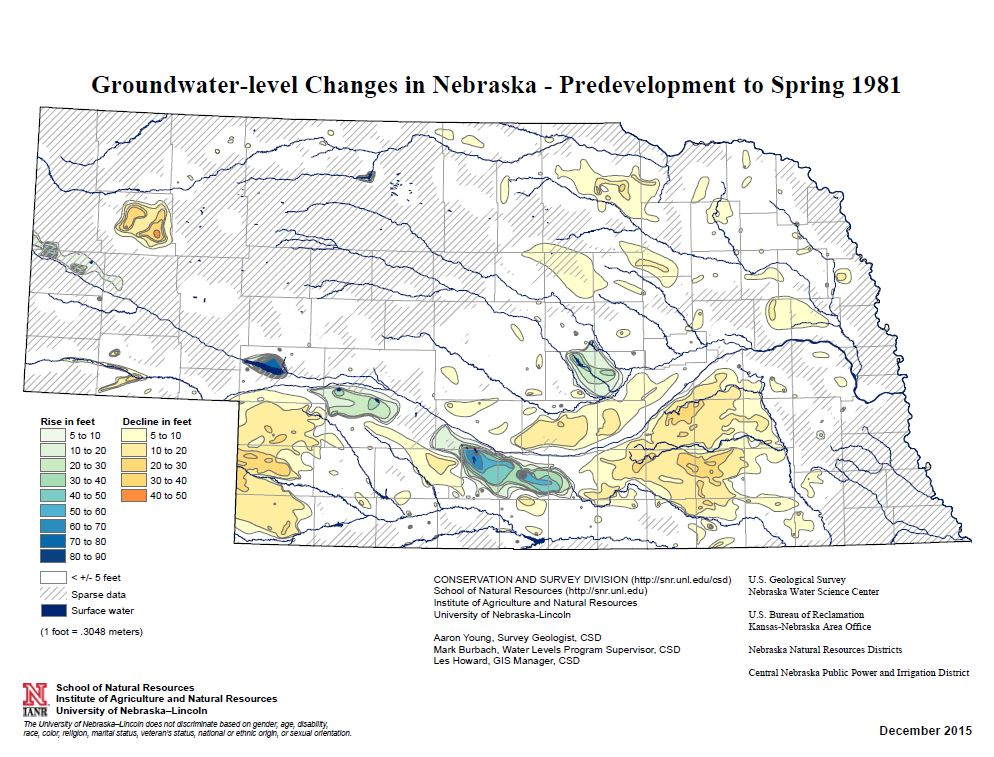 Groundwater-level Changes in Nebraska - Predevelopment to Spring 1981
Rise in feet
5 to 10
10 to 20
20 to 30
30 to 40
40 to 50
50 to 60
60 to 70
70 to 80
80 to 90
Decline in feet
5 to 10
10 to 20
20 to 30
30 to 40
40 to 50
< +/- 5 feet
Sparse data
Surface water
(1 foot = .3048 meters)
CONSERVATION AND SURVEY DIVISION (http://snr.unl.edu/csd)
School of Natural Resources (http://snr.unl.edu)
Institute of Agriculture and Natural Resources
University of Nebraska-Lincoln
Aaron Young, Survey Geologist, CSD
Mark Burbach, Water Levels Program Supervisor, CSD
Les Howard, GIS Manager, CSD
U.S. Geological Survey
Nebraska Water Science Center
U.S. Bureau of Reclamation
Kansas-Nebraska Area Office
Nebraska Natural Resources Districts
Central Nebraska Public Power and Irrigation District
N
IANR
School of Natural Resources
Institute of Agriculture and Natural Resources
University of Nebraska–Lincoln
The University of Nebraska–Lincoln does not discriminate based on gender, age, disability,
race, color, religion, marital status, veteran's status, national or ethnic origin, or sexual orientation.
December 2015